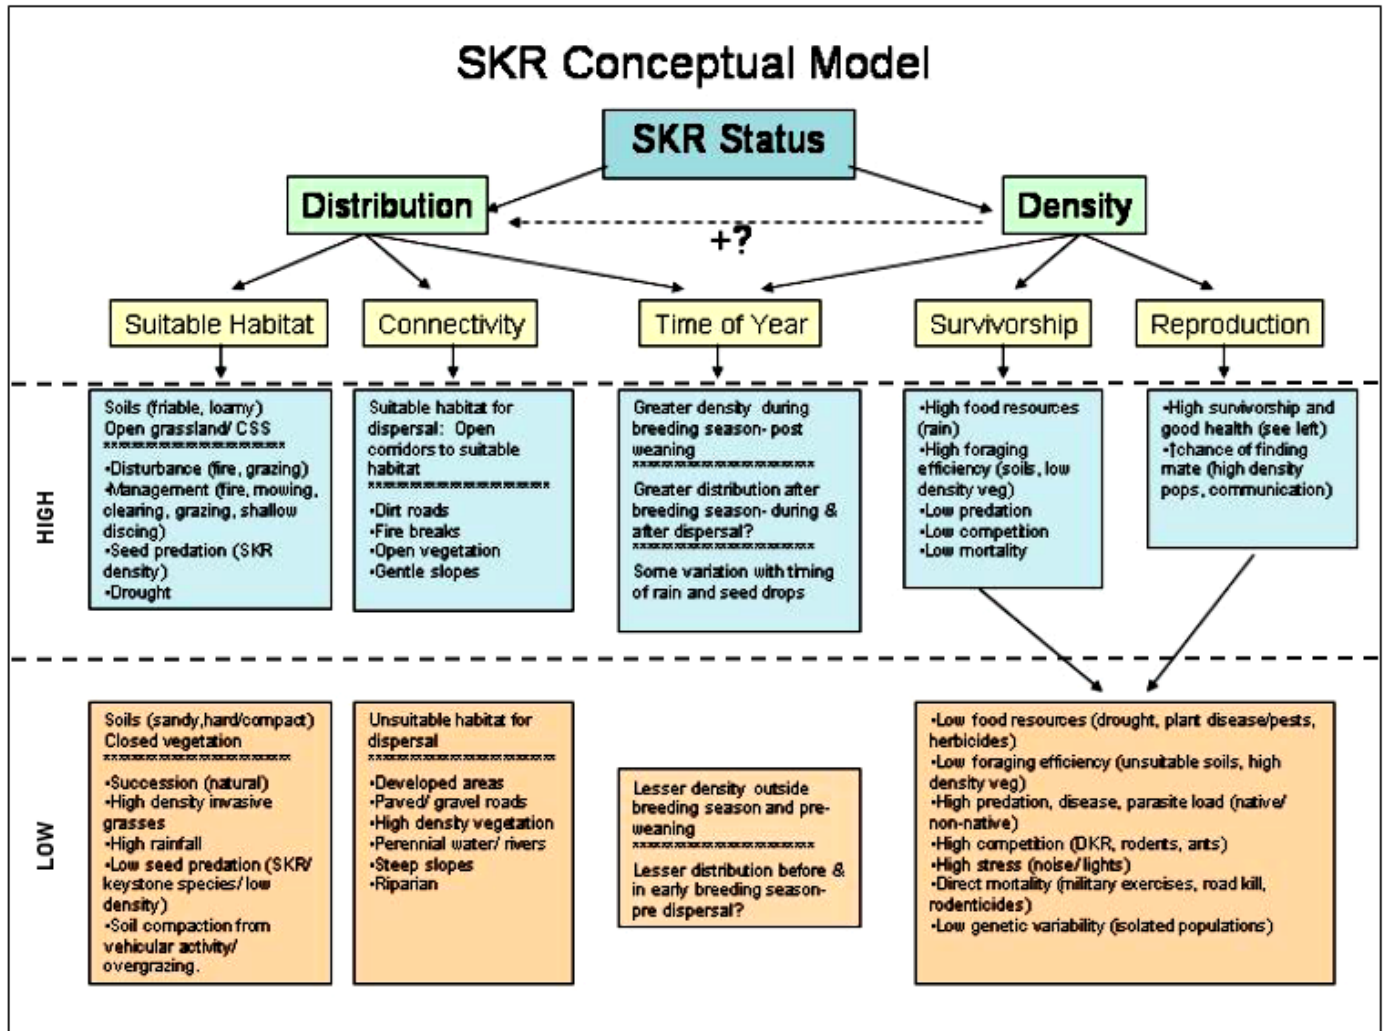 SKR Conceptual Model
SKR Status
Distribution
Density
+?
Suitable Habitat
Connectivity
Time of Year
Survivorship
Reproduction
HIGH
Soils (friable, loamy)
Open grassland/ CSS
************************
•Disturbance (fire, grazing)
•Management (fire, mowing,
clearing, grazing, shallow
discing)
•Seed predation (SKR
density)
•Drought
Suitable habitat for
dispersal: Open
corridors to suitable
habitat
************************
•Dirt roads
•Fire breaks
•Open vegetation
•Gentle slopes
Greater density during
breeding season- post
weaning
************************
Greater distribution after
breeding season- during &
after dispersal?
************************
Some variation with timing
of rain and seed drops
•High food resources
(rain)
•High foraging
efficiency (soils, low
density veg)
•Low predation
•Low competition
•Low mortality
•High survivorship and
good health (see left)
•↑chance of finding
mate (high density
pops, communication)
LOW
Soils (sandy,hard/compact)
Closed vegetation
************************
•Succession (natural)
•High density invasive
grasses
•High rainfall
•Low seed predation (SKR/
keystone species/ low
density)
•Soil compaction from
vehicular activity/
overgrazing.
Unsuitable habitat for
dispersal
************************
•Developed areas
•Paved/ gravel roads
•High density vegetation
•Perennial water/ rivers
•Steep slopes
•Riparian
Lesser density outside
breeding season and pre-
weaning
************************
Lesser distribution before &
in early breeding season-
pre dispersal?
•Low food resources (drought, plant disease/pests,
herbicides)
•Low foraging efficiency (unsuitable soils, high
density veg)
•High predation, disease, parasite load (native/
non-native)
•High competition (DKR, rodents, ants)
•High stress (noise/ lights)
•Direct mortality (military exercises, road kill,
rodenticides)
•Low genetic variability (isolated populations)